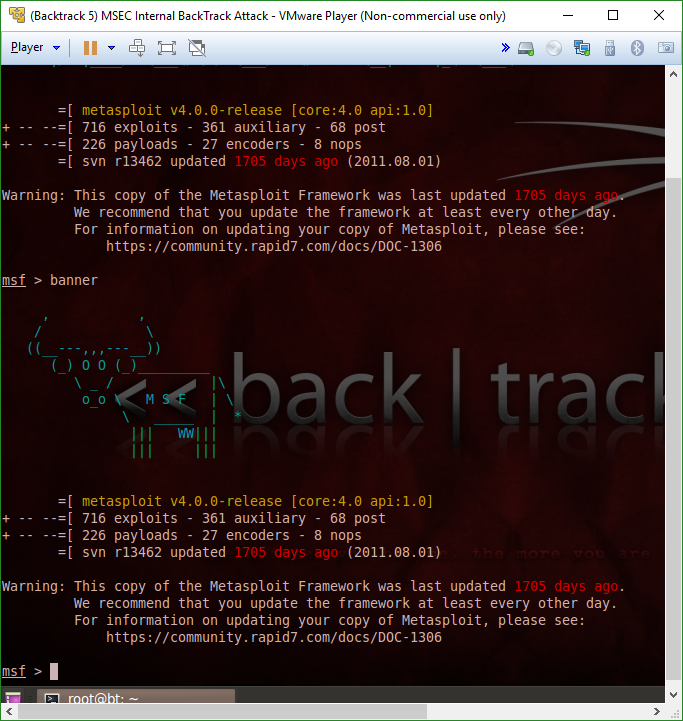 (Backtrack 5) MSEC Internal BackTrack Attack - VMware Player (Non-commercial use only)
Player
=[ metasploit v4.0.0-release [core:4.0 api:1.0]
+ -- --=[ 716 exploits - 361 auxiliary - 68 post
+ -- --=[ 226 payloads - 27 encoders - 8 nops
=[ svn r13462 updated 1705 days ago (2011.08.01)
Warning: This copy of the Metasploit Framework was last updated 1705 days ago.
We recommend that you update the framework at least every other day.
For information on updating your copy of Metasploit, please see:
https://community.rapid7.com/docs/DOC-1306
msf > banner
<< back | track
M S F
=[ metasploit v4.0.0-release [core:4.0 api:1.0]
+ -- --=[ 716 exploits - 361 auxiliary - 68 post
+ -- --=[ 226 payloads - 27 encoders - 8 nops
=[ svn r13462 updated 1705 days ago (2011.08.01)
the more you are
Warning: This copy of the Metasploit Framework was last updated 1705 days ago.
We recommend that you update the framework at least every other day.
For information on updating your copy of Metasploit, please see:
https://community.rapid7.com/docs/DOC-1306
msf >
root@bt: ~